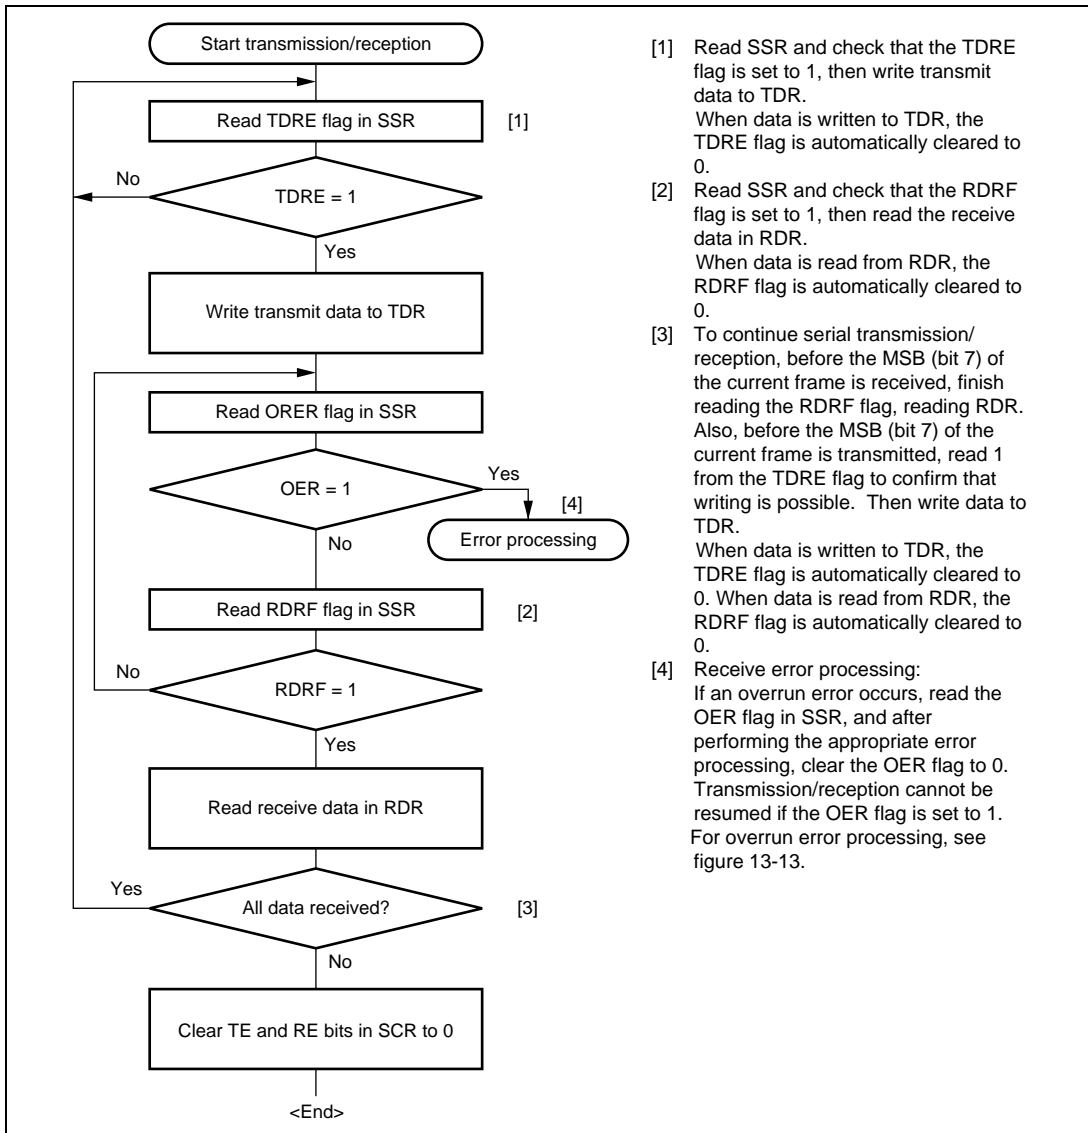 Start transmission/reception
Read TDRE flag in SSR [1]
No
TDRE = 1
Yes
Write transmit data to TDR
Read ORER flag in SSR
OER = 1
Yes
[4]
Error processing
No
Read RDRF flag in SSR [2]
No
RDRF = 1
Yes
Read receive data in RDR
Yes
All data received? [3]
No
Clear TE and RE bits in SCR to 0
<End>
[1] Read SSR and check that the TDRE
flag is set to 1, then write transmit
data to TDR.
When data is written to TDR, the
TDRE flag is automatically cleared to
0.
[2] Read SSR and check that the RDRF
flag is set to 1, then read the receive
data in RDR.
When data is read from RDR, the
RDRF flag is automatically cleared to
0.
[3] To continue serial transmission/
reception, before the MSB (bit 7) of
the current frame is received, finish
reading the RDRF flag, reading RDR.
Also, before the MSB (bit 7) of the
current frame is transmitted, read 1
from the TDRE flag to confirm that
writing is possible. Then write data to
TDR.
When data is written to TDR, the
TDRE flag is automatically cleared to
0. When data is read from RDR, the
RDRF flag is automatically cleared to
0.
[4] Receive error processing:
If an overrun error occurs, read the
OER flag in SSR, and after
performing the appropriate error
processing, clear the OER flag to 0.
Transmission/reception cannot be
resumed if the OER flag is set to 1.
For overrun error processing, see
figure 13-13.